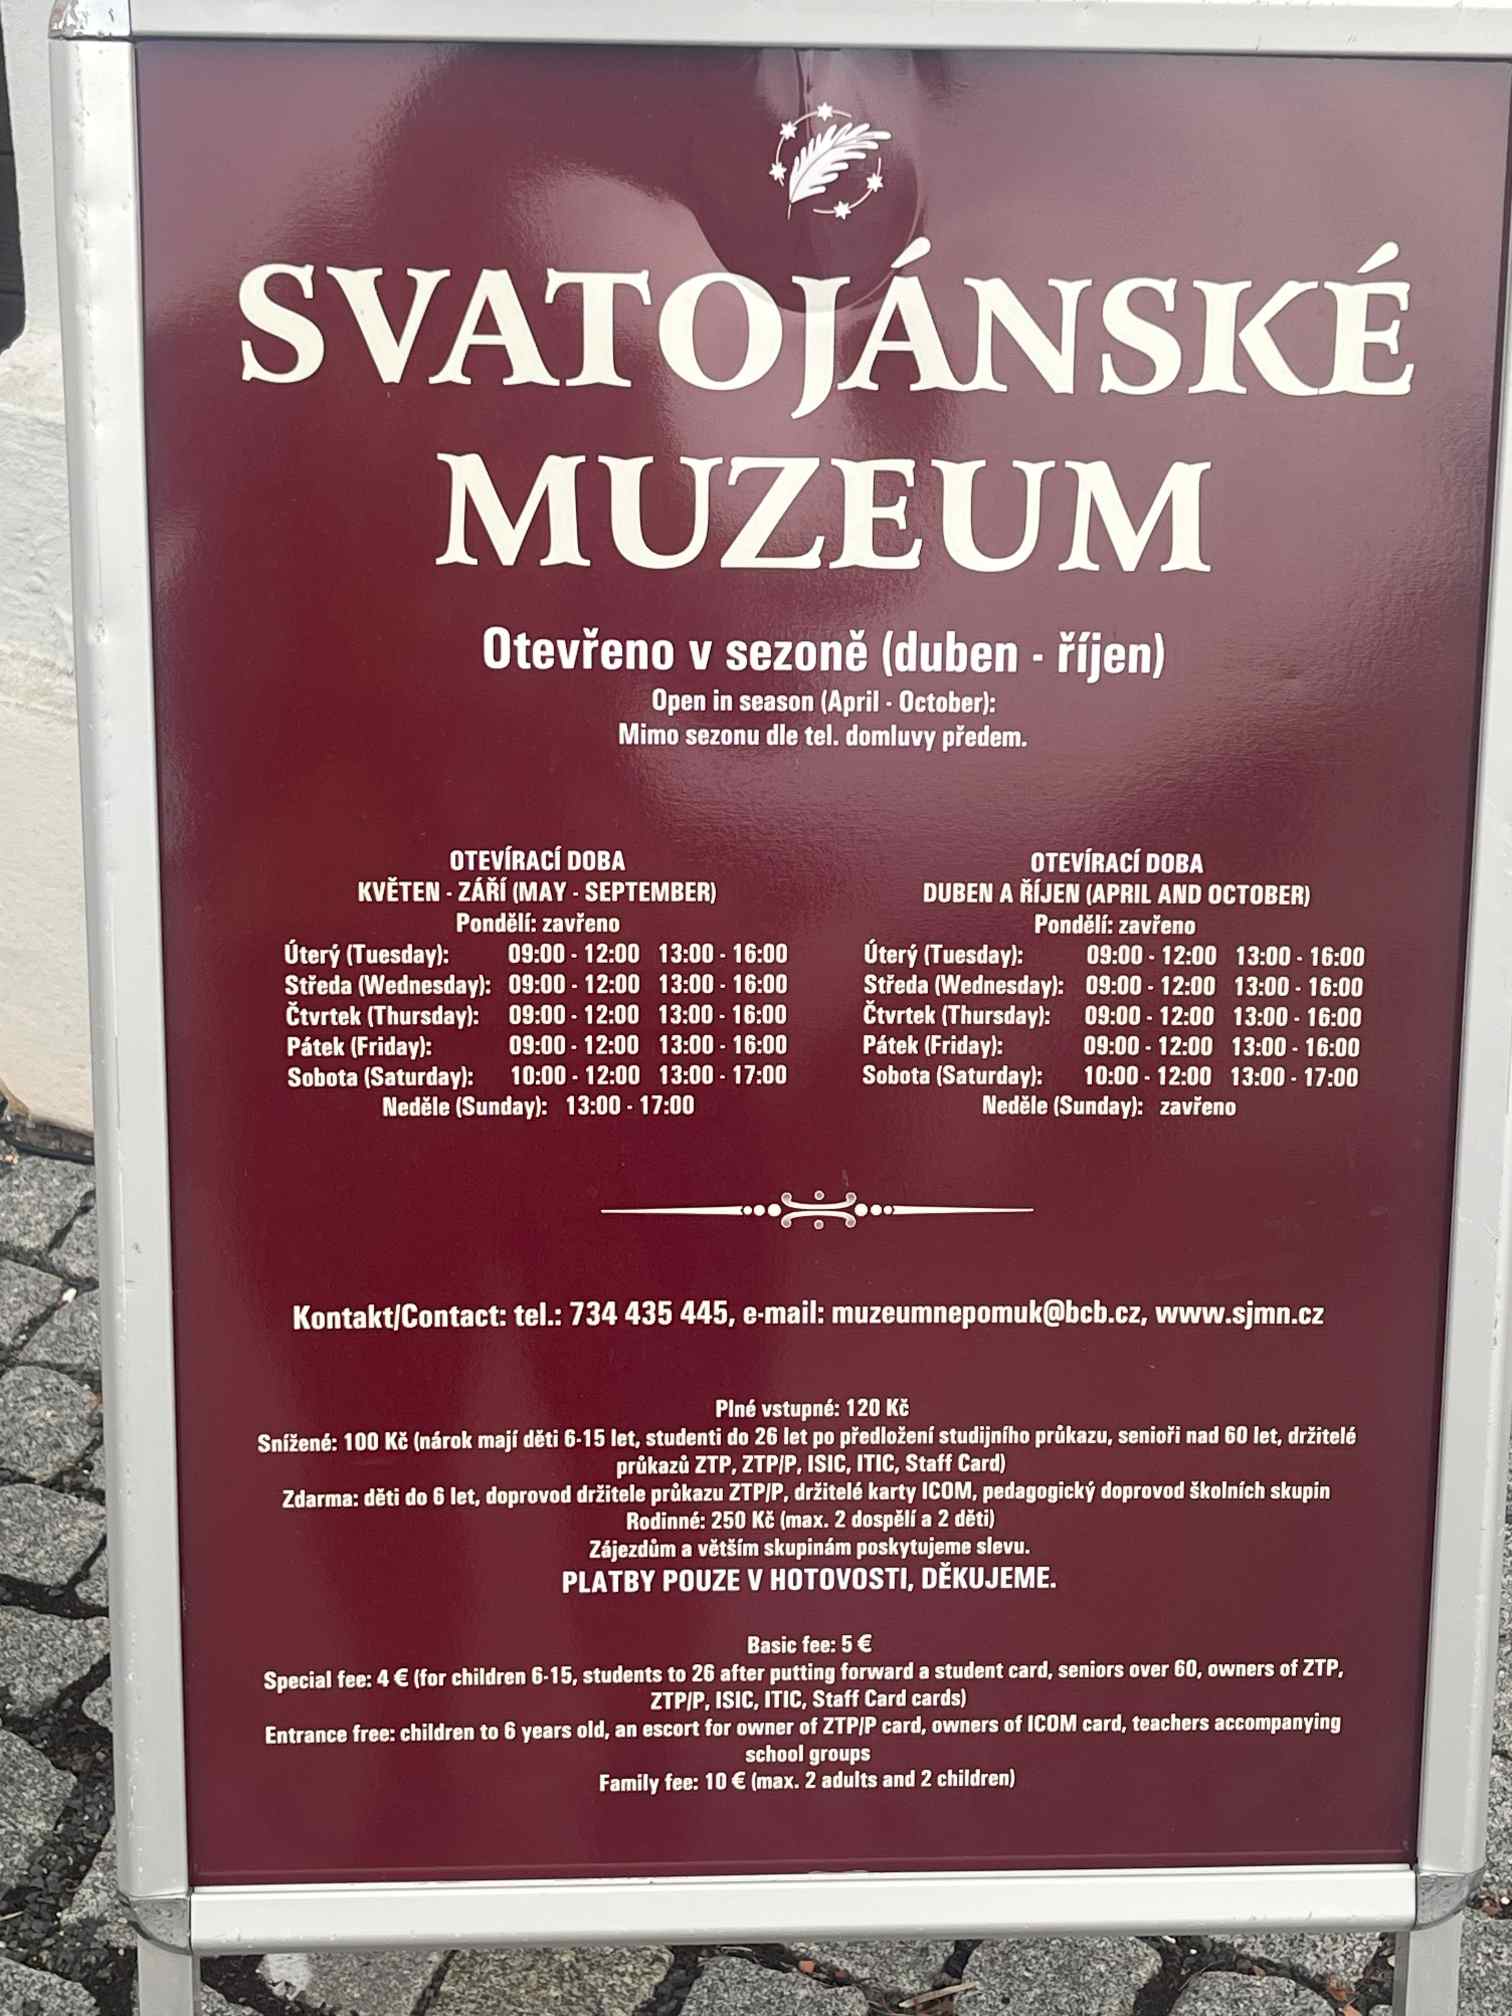 SVATOJÁNSKÉ
MUZEUM
Otevřeno v sezoně (duben - říjen)
Open in season (April - October):
Mimo sezonu dle tel. domluvy předem.
OTEVÍRACÍ DOBA
KVĚTEN - ZÁŘÍ (MAY - SEPTEMBER)
Pondělí: zavřeno
Úterý (Tuesday): 09:00 - 12:00 13:00 - 16:00
Středa (Wednesday): 09:00 - 12:00 13:00 - 16:00
Čtvrtek (Thursday): 09:00 - 12:00 13:00 - 16:00
Pátek (Friday): 09:00 - 12:00 13:00 - 16:00
Sobota (Saturday): 10:00 - 12:00 13:00 - 17:00
Neděle (Sunday): 13:00 - 17:00
OTEVÍRACÍ DOBA
DUBEN A ŘÍJEN (APRIL AND OCTOBER)
Pondělí: zavřeno
Úterý (Tuesday): 09:00 - 12:00 13:00 - 16:00
Středa (Wednesday): 09:00 - 12:00 13:00 - 16:00
Čtvrtek (Thursday): 09:00 - 12:00 13:00 - 16:00
Pátek (Friday): 09:00 - 12:00 13:00 - 16:00
Sobota (Saturday): 10:00 - 12:00 13:00 - 17:00
Neděle (Sunday): zavřeno
Kontakt/Contact: tel.: 734 435 445, e-mail: muzeumnepomuk@bcb.cz, www.sjmn.cz
Plné vstupné: 120 Kč
Snížené: 100 Kč (nárok mají děti 6-15 let, studenti do 26 let po předložení studijního průkazu, senioři nad 60 let, držitelé
průkazů ZTP, ZTP/P, ISIC, ITIC, Staff Card)
Zdarma: děti do 6 let, doprovod držitele průkazu ZTP/P, držitelé karty ICOM, pedagogický doprovod školních skupin
Rodinné: 250 Kč (max. 2 dospělí a 2 děti)
Zájezdům a větším skupinám poskytujeme slevu.
PLATBY POUZE V HOTOVOSTI, DĚKUJEME.
Basic fee: 5 €
Special fee: 4 € (for children 6-15, students to 26 after putting forward a student card, seniors over 60, owners of ZTP,
ZTP/P, ISIC, ITIC, Staff Card cards)
Entrance free: children to 6 years old, an escort for owner of ZTP/P card, owners of ICOM card, teachers accompanying
school groups
Family fee: 10 € (max. 2 adults and 2 children)